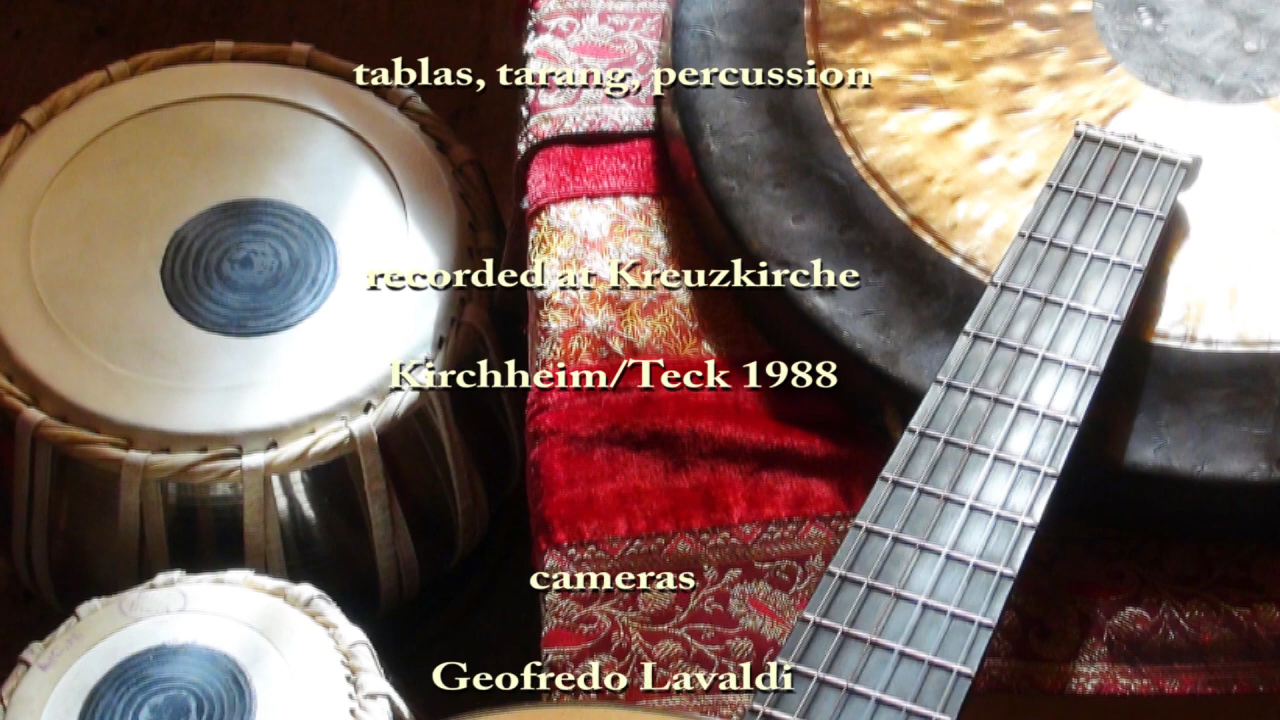 tablas, tarang, percussion
recorded at Kreuzkirche
Kirchheim/Teck 1988
cameras
Geofredo Lavaldi